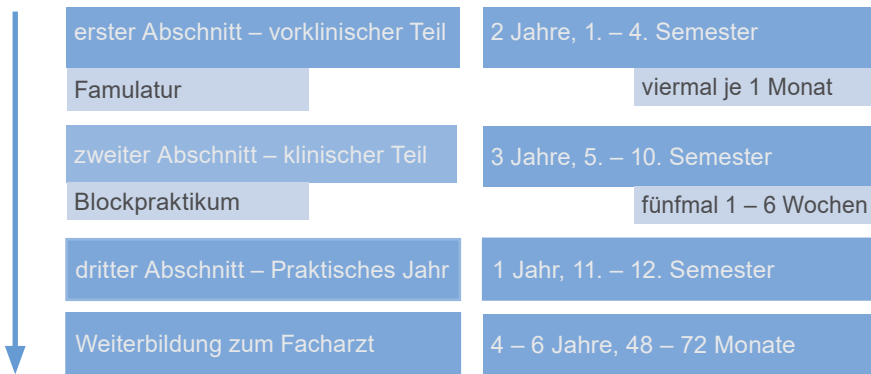 erster Abschnitt – vorklinischer Teil
2 Jahre, 1. – 4. Semester
Famulatur
viermal je 1 Monat
zweiter Abschnitt – klinischer Teil
3 Jahre, 5. – 10. Semester
Blockpraktikum
fünfmal 1 – 6 Wochen
dritter Abschnitt – Praktisches Jahr
1 Jahr, 11. – 12. Semester
Weiterbildung zum Facharzt
4 – 6 Jahre, 48 – 72 Monate